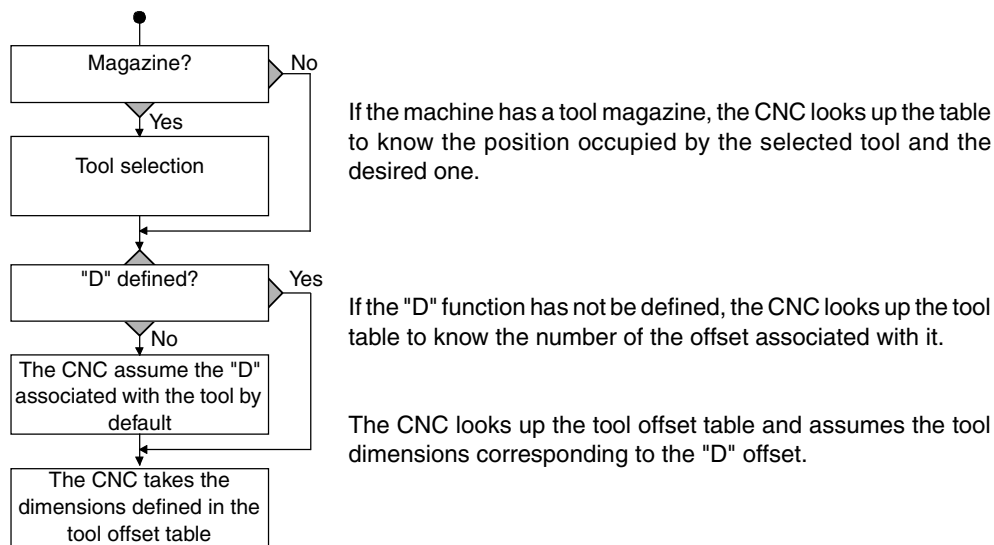 Magazine?
No
Yes
Tool selection
If the machine has a tool magazine, the CNC looks up the table
to know the position occupied by the selected tool and the
desired one.
"D" defined?
Yes
No
If the "D" function has not be defined, the CNC looks up the tool
table to know the number of the offset associated with it.
The CNC assume the "D"
associated with the tool by
default
The CNC looks up the tool offset table and assumes the tool
dimensions corresponding to the "D" offset.
The CNC takes the
dimensions defined in the
tool offset table